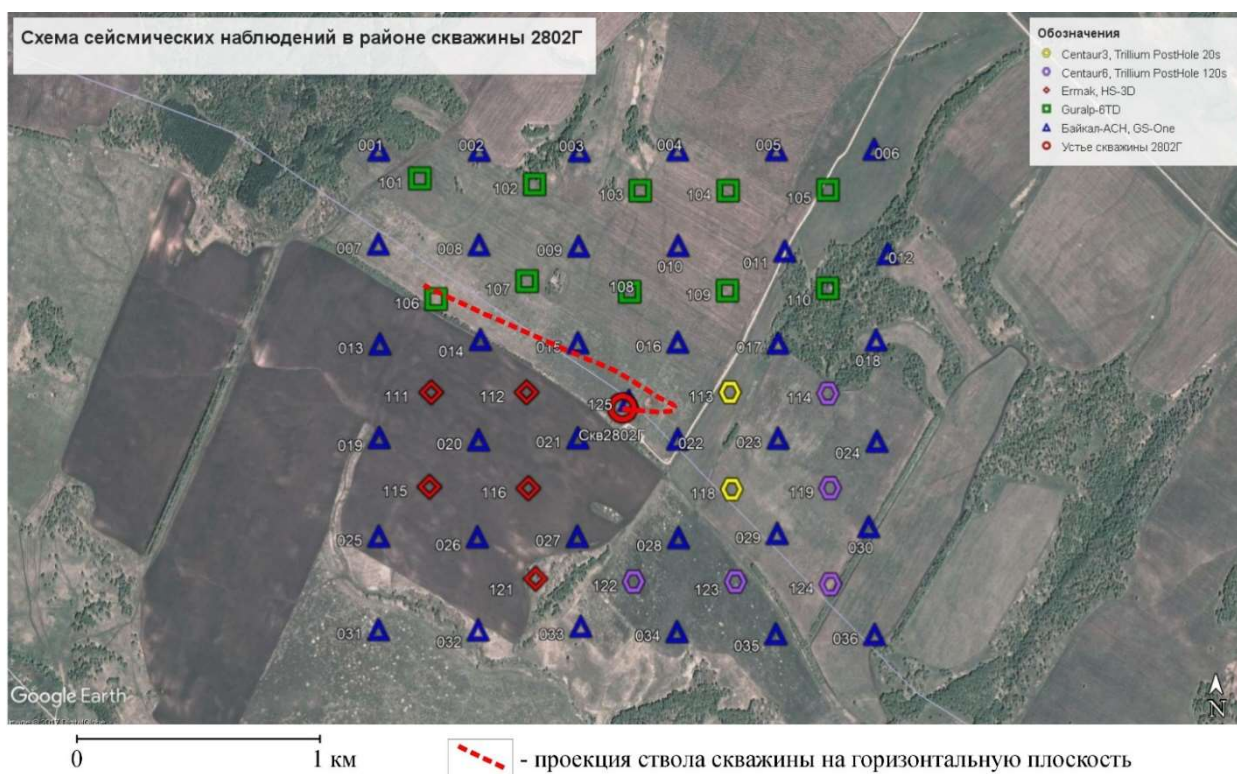 Схема сейсмических наблюдений в районе скважины 2802Г
Обозначения
Centaur3, Trillium PostHole 20s
Centaur6, Trillium PostHole 120s
Ermak, HS-3D
Guralp-6TD
Байкал-АСН, GS-One
Устье скважины 2802Г
001 002 003 004 005 006
101 102 103 104 105
007 008 009 010 011 012
106 107 108 109 110
013 014 015 016 017 018
111 112 125 113 114
Скв2802Г
019 020 021 022 023 024
115 116 118 119
025 026 027 028 029 030
121 122 123 124
031 032 033 034 035 036
Google Earth
N
0 1 км
- проекция ствола скважины на горизонтальную плоскость